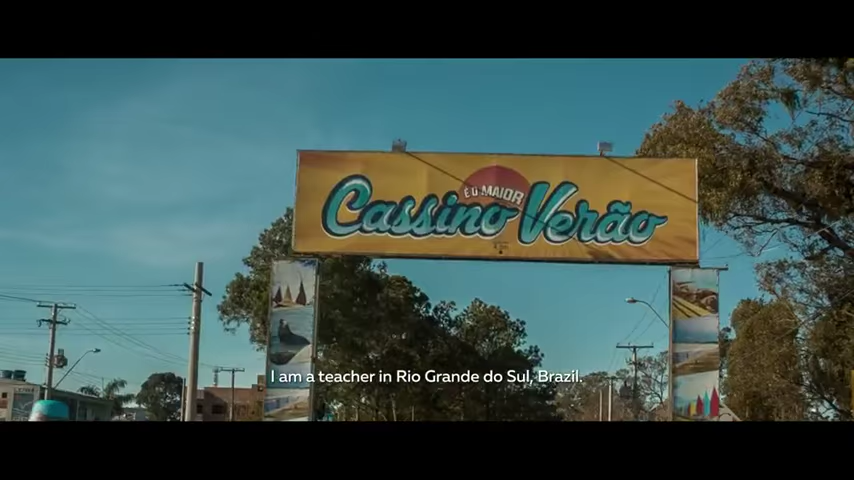 É O MAIOR
Cassino Verão
I am a teacher in Rio Grande do Sul, Brazil.